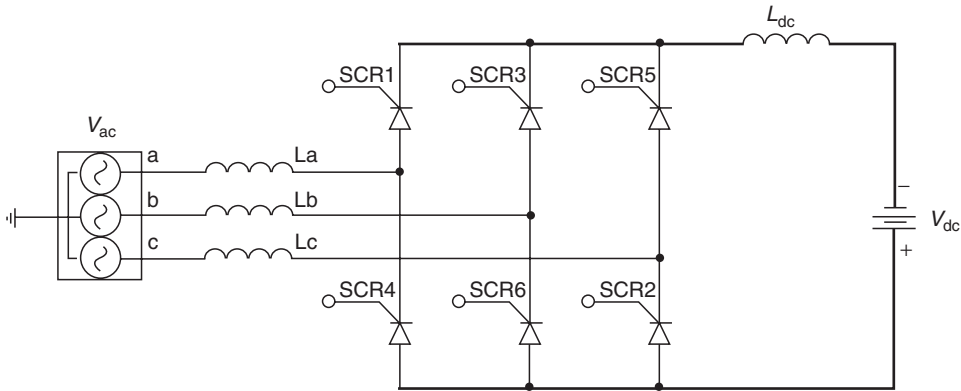 L_dc
SCR1
SCR3
SCR5
V_ac
a
La
b
Lb
c
Lc
−
V_dc
+
SCR4
SCR6
SCR2